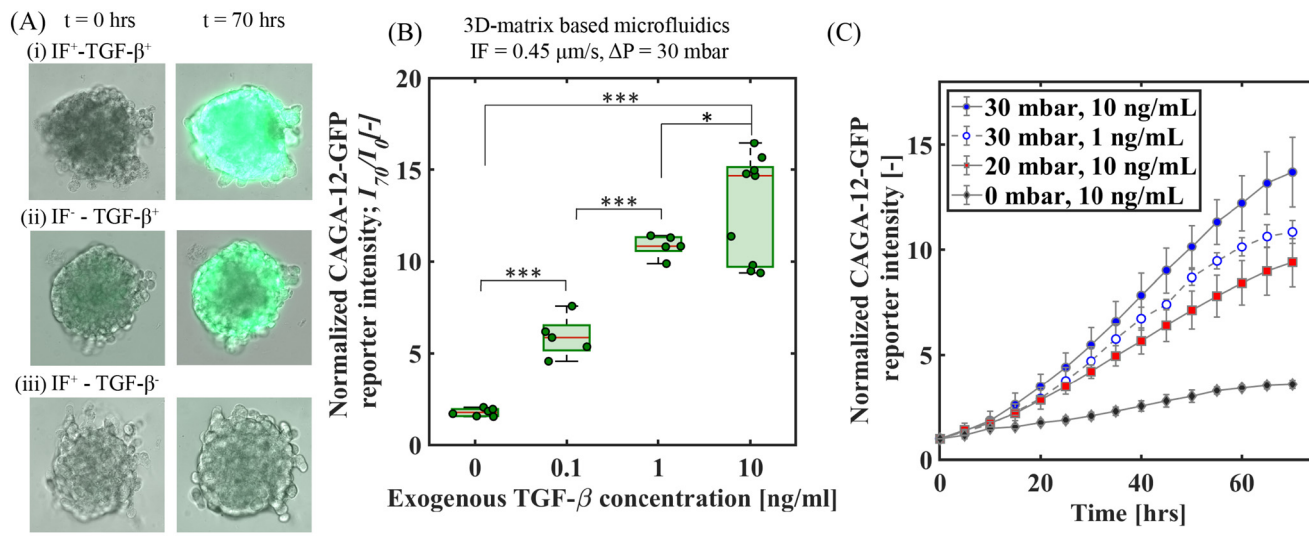 (A)
t = 0 hrs
t = 70 hrs
(i) IF⁺-TGF-β⁺
(ii) IF⁻ - TGF-β⁺
(iii) IF⁺ - TGF-β⁻
(B)
3D-matrix based microfluidics
IF = 0.45 μm/s, ΔP = 30 mbar
Normalized CAGA-12-GFP
reporter intensity; I₇₀/I₀[-]
20
15
10
5
0
***
*
***
***
0
0.1
1
10
Exogenous TGF-β concentration [ng/ml]
(C)
Normalized CAGA-12-GFP
reporter intensity [-]
15
10
5
0
30 mbar, 10 ng/mL
30 mbar, 1 ng/mL
20 mbar, 10 ng/mL
0 mbar, 10 ng/mL
0
20
40
60
Time [hrs]